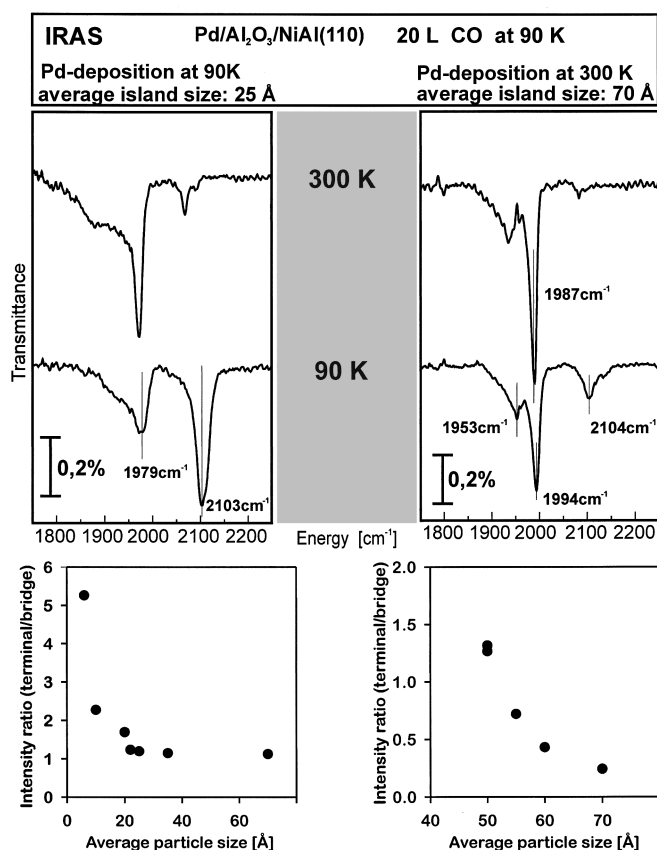 IRAS Pd/Al₂O₃/NiAl(110) 20 L CO at 90 K
Pd-deposition at 90K
average island size: 25 Å
Pd-deposition at 300 K
average island size: 70 Å
300 K
90 K
Transmittance
0,2%
1979cm⁻¹
2103cm⁻¹
1800 1900 2000 2100 2200
Energy [cm⁻¹]
1987cm⁻¹
1953cm⁻¹
2104cm⁻¹
1994cm⁻¹
0,2%
1800 1900 2000 2100 2200
Intensity ratio (terminal/bridge)
6
5
4
3
2
1
0
0 20 40 60
Average particle size [Å]
Intensity ratio (terminal/bridge)
2.0
1.5
1.0
0.5
0.0
40 50 60 70
Average particle size [Å]